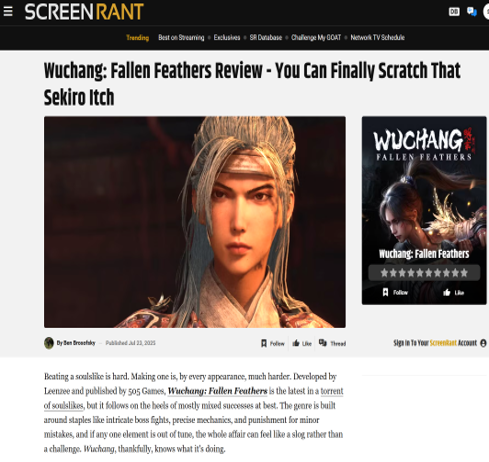 SCREENRANT
DB
Trending Best on Streaming Exclusives SR Database Challenge My GOAT Network TV Schedule
Wuchang: Fallen Feathers Review - You Can Finally Scratch That
Sekiro Itch
WUCHANG
FALLEN FEATHERS
Wuchang: Fallen Feathers
Follow Like
By Ben Brosofsky Published Jul 23, 2025 Follow Like Thread
Sign In To Your ScreenRant Account
Beating a soulslike is hard. Making one is, by every appearance, much harder. Developed by
Leenzee and published by 505 Games, Wuchang: Fallen Feathers is the latest in a torrent
of soulslikes, but it follows on the heels of mostly mixed successes at best. The genre is built
around staples like intricate boss fights, precise mechanics, and punishment for minor
mistakes, and if any one element is out of tune, the whole affair can feel like a slog rather than
a challenge. Wuchang, thankfully, knows what it's doing.